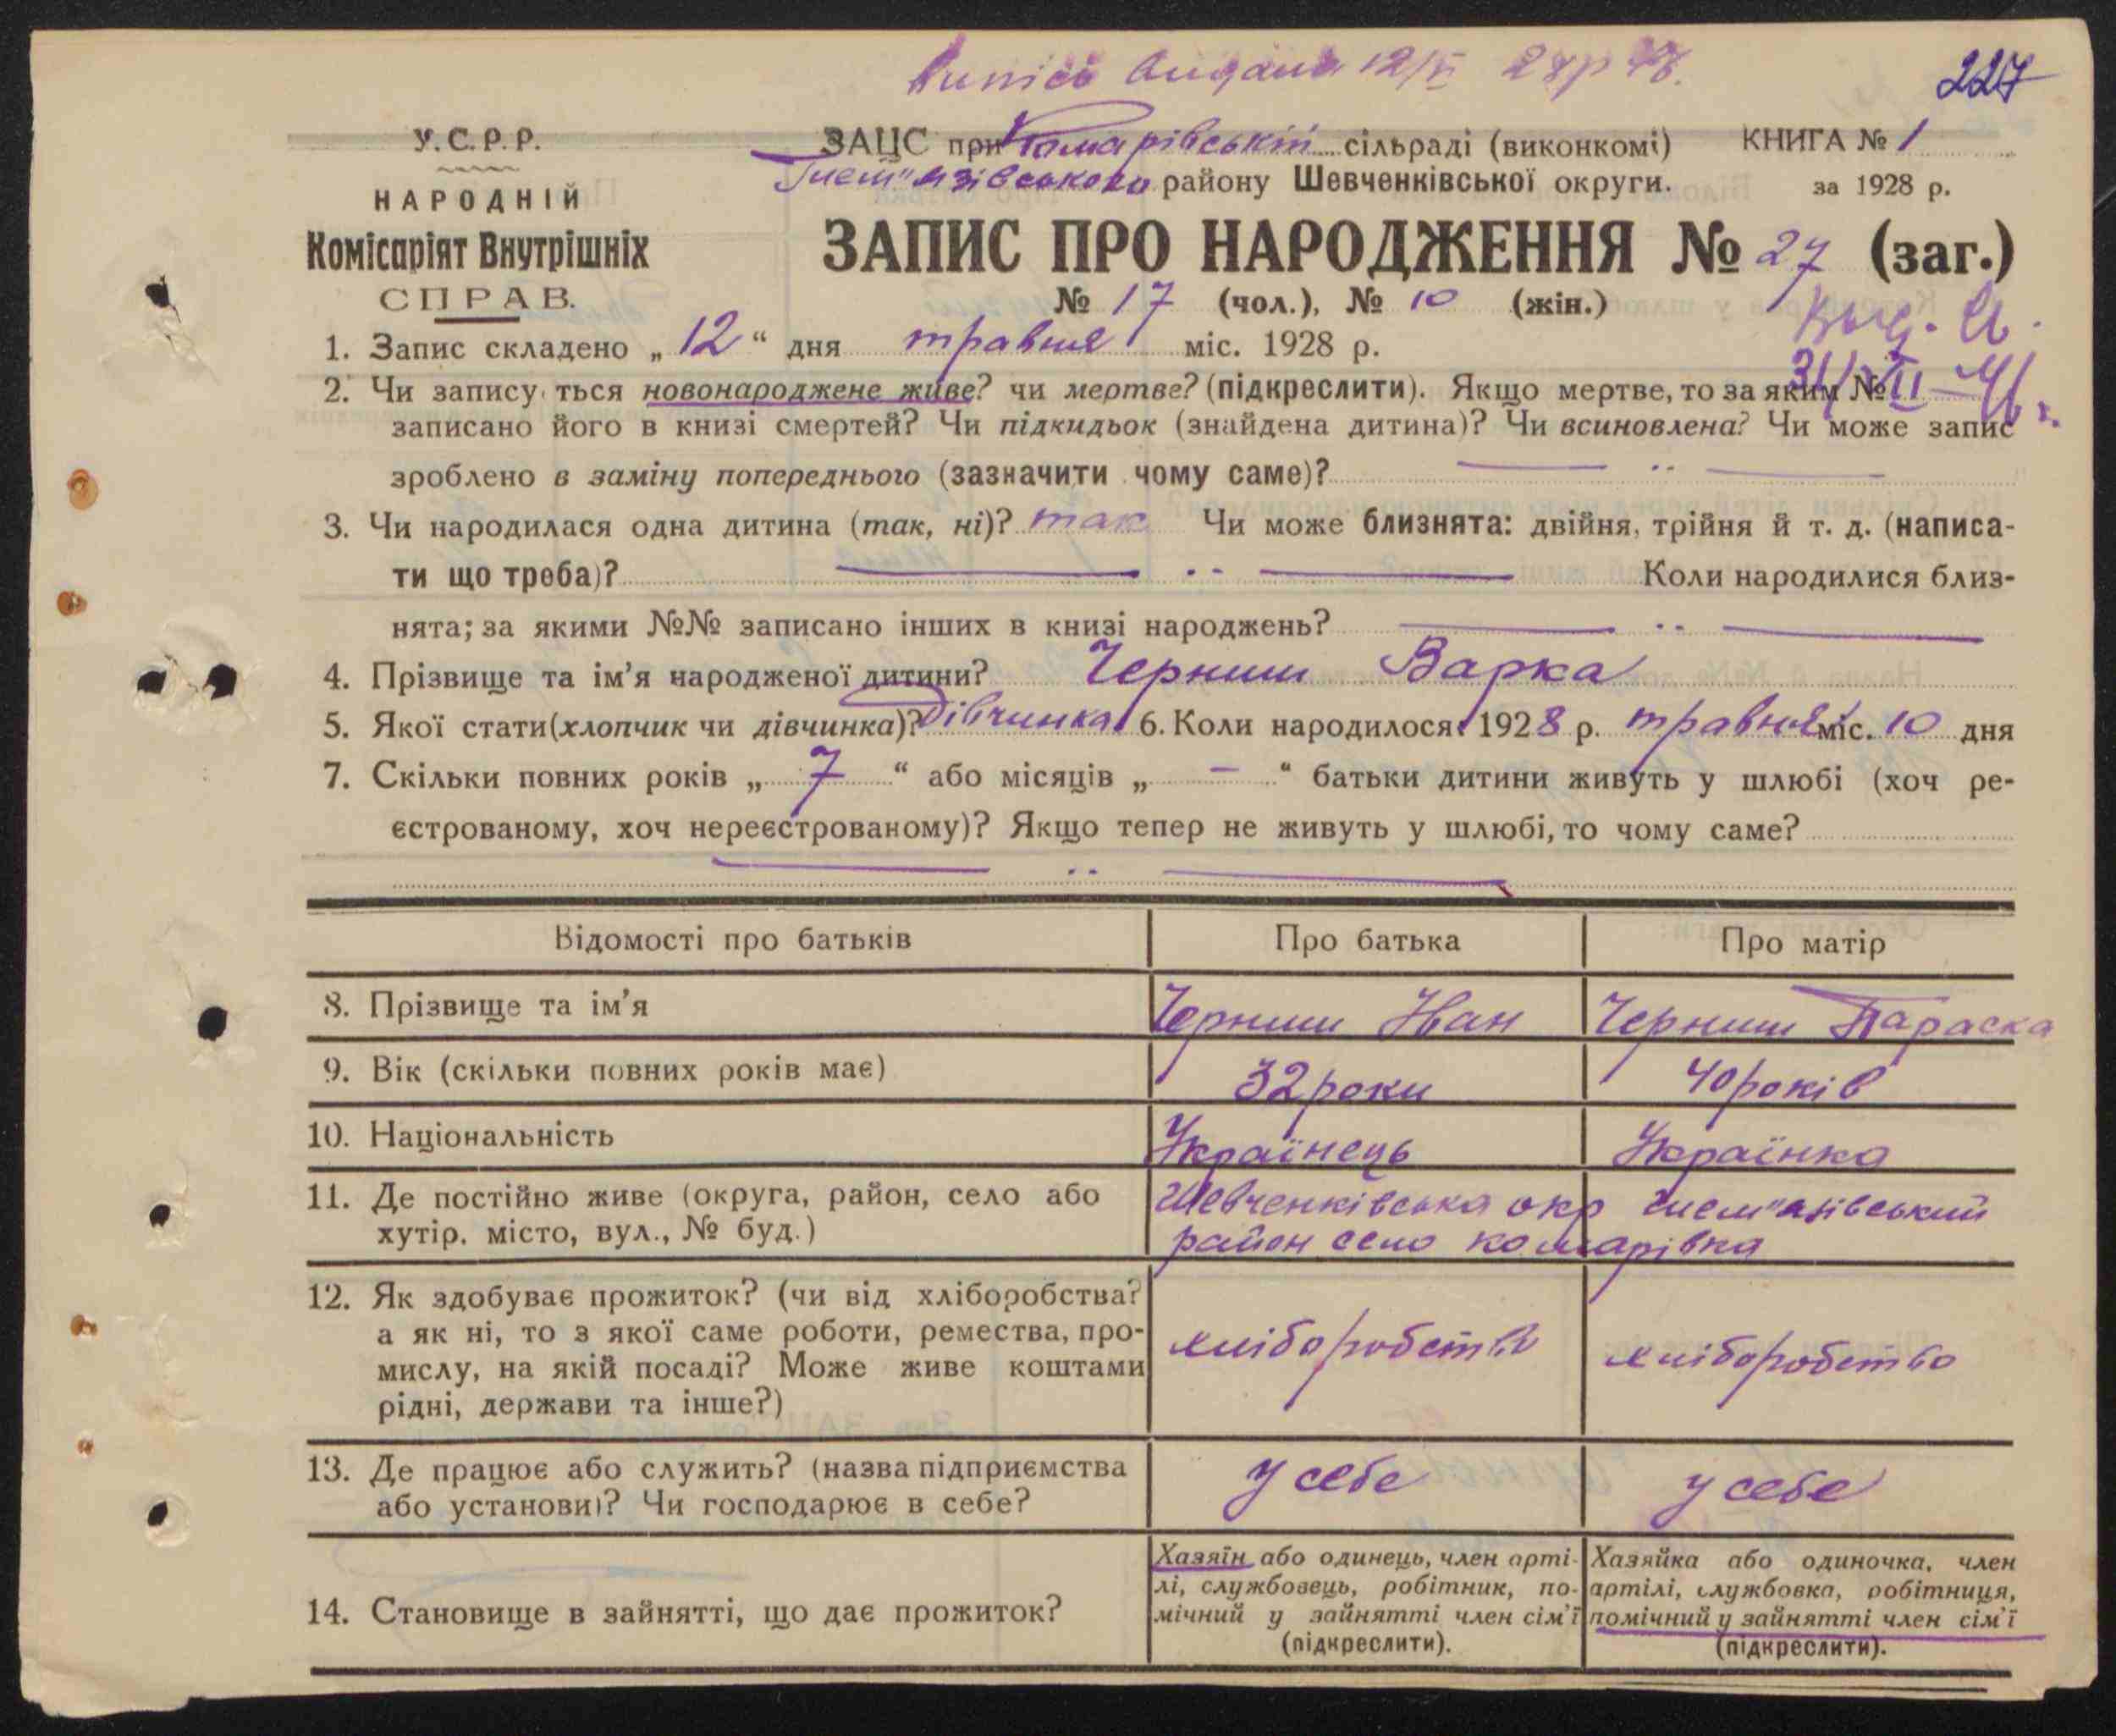 227
У.С.Р.Р.
НАРОДНІЙ
Комісаріят Внутрішніх
СПРАВ.
ЗАЦС при Комарівській сільраді (виконкомі)
Гнем"язівського району Шевченківської округи.
КНИГА № 1
за 1928 р.
ЗАПИС ПРО НАРОДЖЕННЯ № 27 (заг.)
№ 17 (чол.), № 10 (жін.)
1. Запис складено „12“ дня травня міс. 1928 р.
2. Чи запису ться новонароджене живе? чи мертве? (підкреслити). Якщо мертве, то за яким №
записано його в книзі смертей? Чи підкидьок (знайдена дитина)? Чи всиновлена? Чи може запис
зроблено в заміну попереднього (зазначити чому саме)?
3. Чи народилася одна дитина (так, ні)? так Чи може близнята: двійня, трійня й т. д. (написа-
ти що треба)? Коли народилися близ-
нята; за якими №№ записано інших в книзі народжень?
4. Прізвище та ім’я народженої дитини? Черниш Варка
5. Якої стати (хлопчик чи дівчинка)? Дівчинка 6. Коли народилося: 1928 р. травня міс. 10 дня
7. Скільки повних років „7“ або місяців „–“ батьки дитини живуть у шлюбі (хоч ре-
єстрованому, хоч нереєстрованому)? Якщо тепер не живуть у шлюбі, то чому саме?
Відомості про батьків Про батька Про матір
8. Прізвище та ім’я Черниш Іван Черниш Параска
9. Вік (скільки повних років має) 32 роки 40 років
10. Національність Українець Українка
11. Де постійно живе (округа, район, село або
хутір, місто, вул., № буд.)
Шевченківська окр Гнем"язівський
район село комарівка
12. Як здобуває прожиток? (чи від хліборобства?
а як ні, то з якої саме роботи, ремества, про-
мислу, на якій посаді? Може живе коштами
рідні, держави та інше?)
хліборобство хліборобство
13. Де працює або служить? (назва підприємства
або установи)? Чи господарює в себе?
у себе у себе
14. Становище в зайнятті, що дає прожиток?
Хазяїн або одинець, член арті-
лі, службовець, робітник, по-
мічний у зайнятті член сім’ї
(підкреслити).
Хазяйка або одиночка, член
артілі, службовка, робітниця,
помічний у зайнятті член сім’ї
(підкреслити).